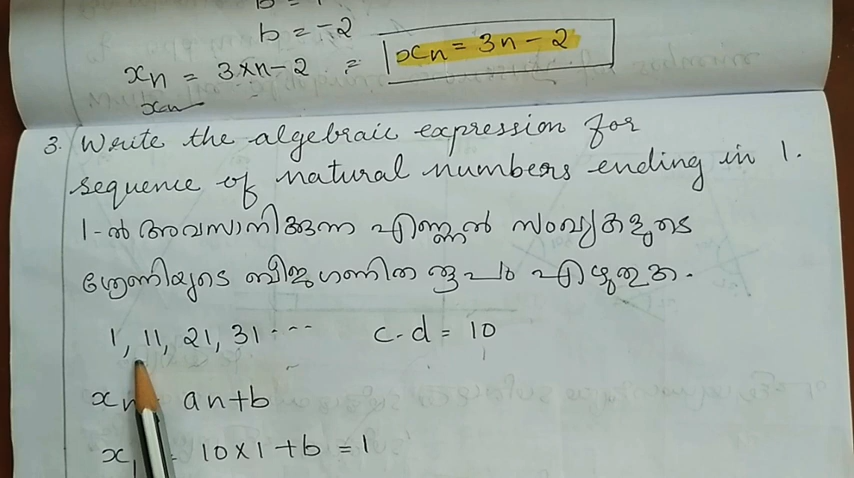 b = -2
xn = 3×n-2 = xn = 3n-2
xn
3. Write the algebraic expression for
sequence of natural numbers ending in 1.
1-ൽ അവസാനിക്കുന്ന എണ്ണൽ സംഖ്യകളുടെ
ശ്രേണിയുടെ ബീജഗണിത രൂപം എഴുതുക.
1, 11, 21, 31 ... c.d = 10
xn = an+b
x1 = 10×1+b = 1